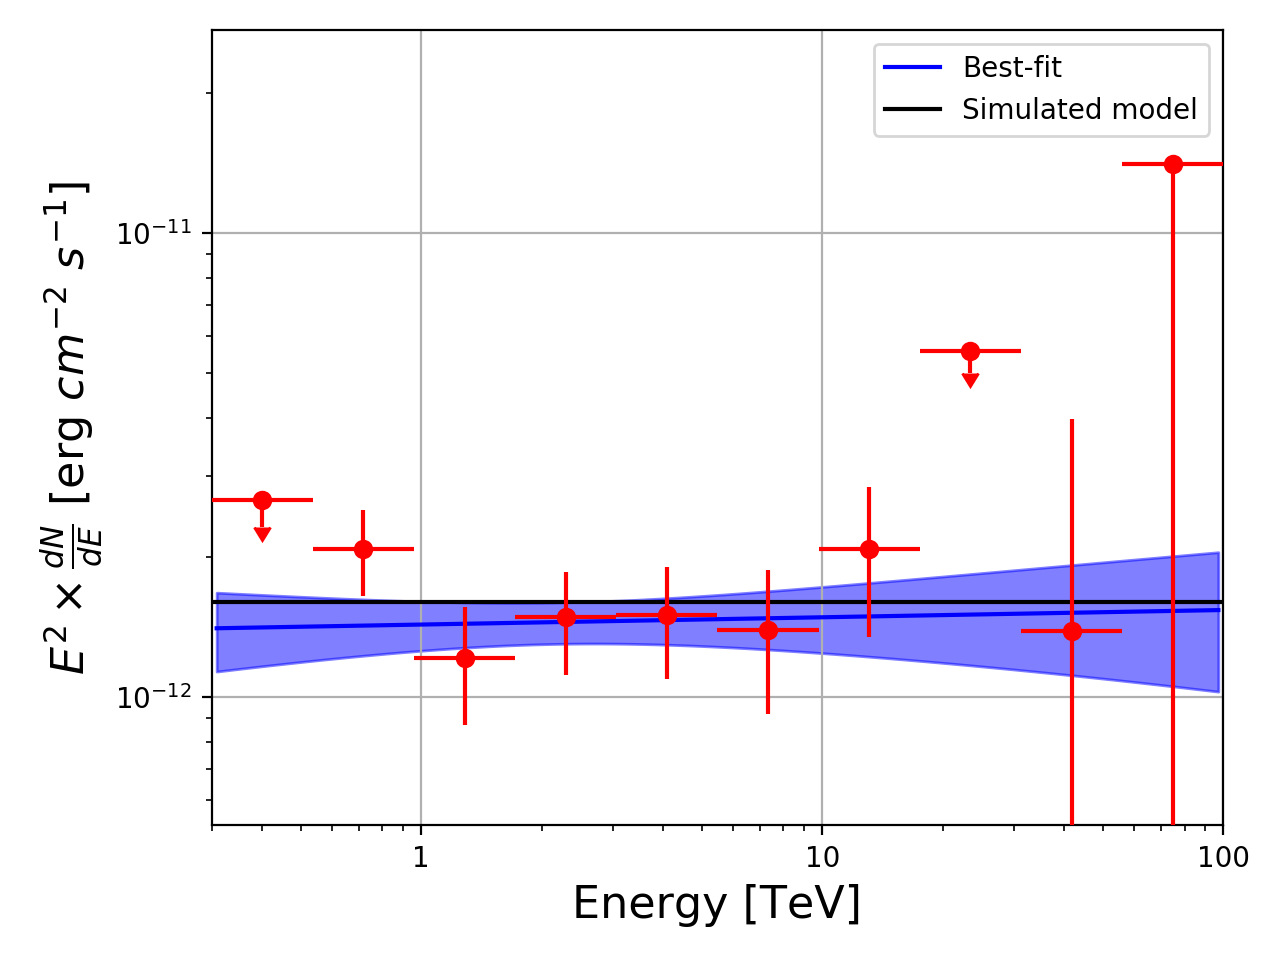 Best-fit
Simulated model
10⁻¹¹
10⁻¹²
E² × dN/dE [erg cm⁻² s⁻¹]
1 10 100
Energy [TeV]